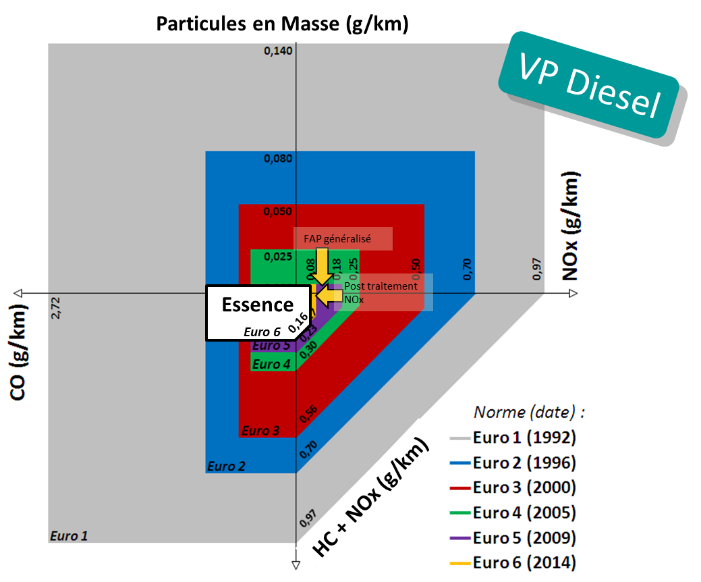 Particules en Masse (g/km)
VP Diesel
0,140
0,080
0,050
0,025
FAP généralisé
0,08
0,18
0,25
0,50
0,70
0,97
NOx (g/km)
Post traitement
NOx
CO (g/km)
2,72
Essence
0,16
Euro 6
0,23
Euro 5
0,30
Euro 4
0,56
Euro 3
0,70
Euro 2
0,97
Euro 1
HC + NOx (g/km)
Norme (date) :
Euro 1 (1992)
Euro 2 (1996)
Euro 3 (2000)
Euro 4 (2005)
Euro 5 (2009)
Euro 6 (2014)